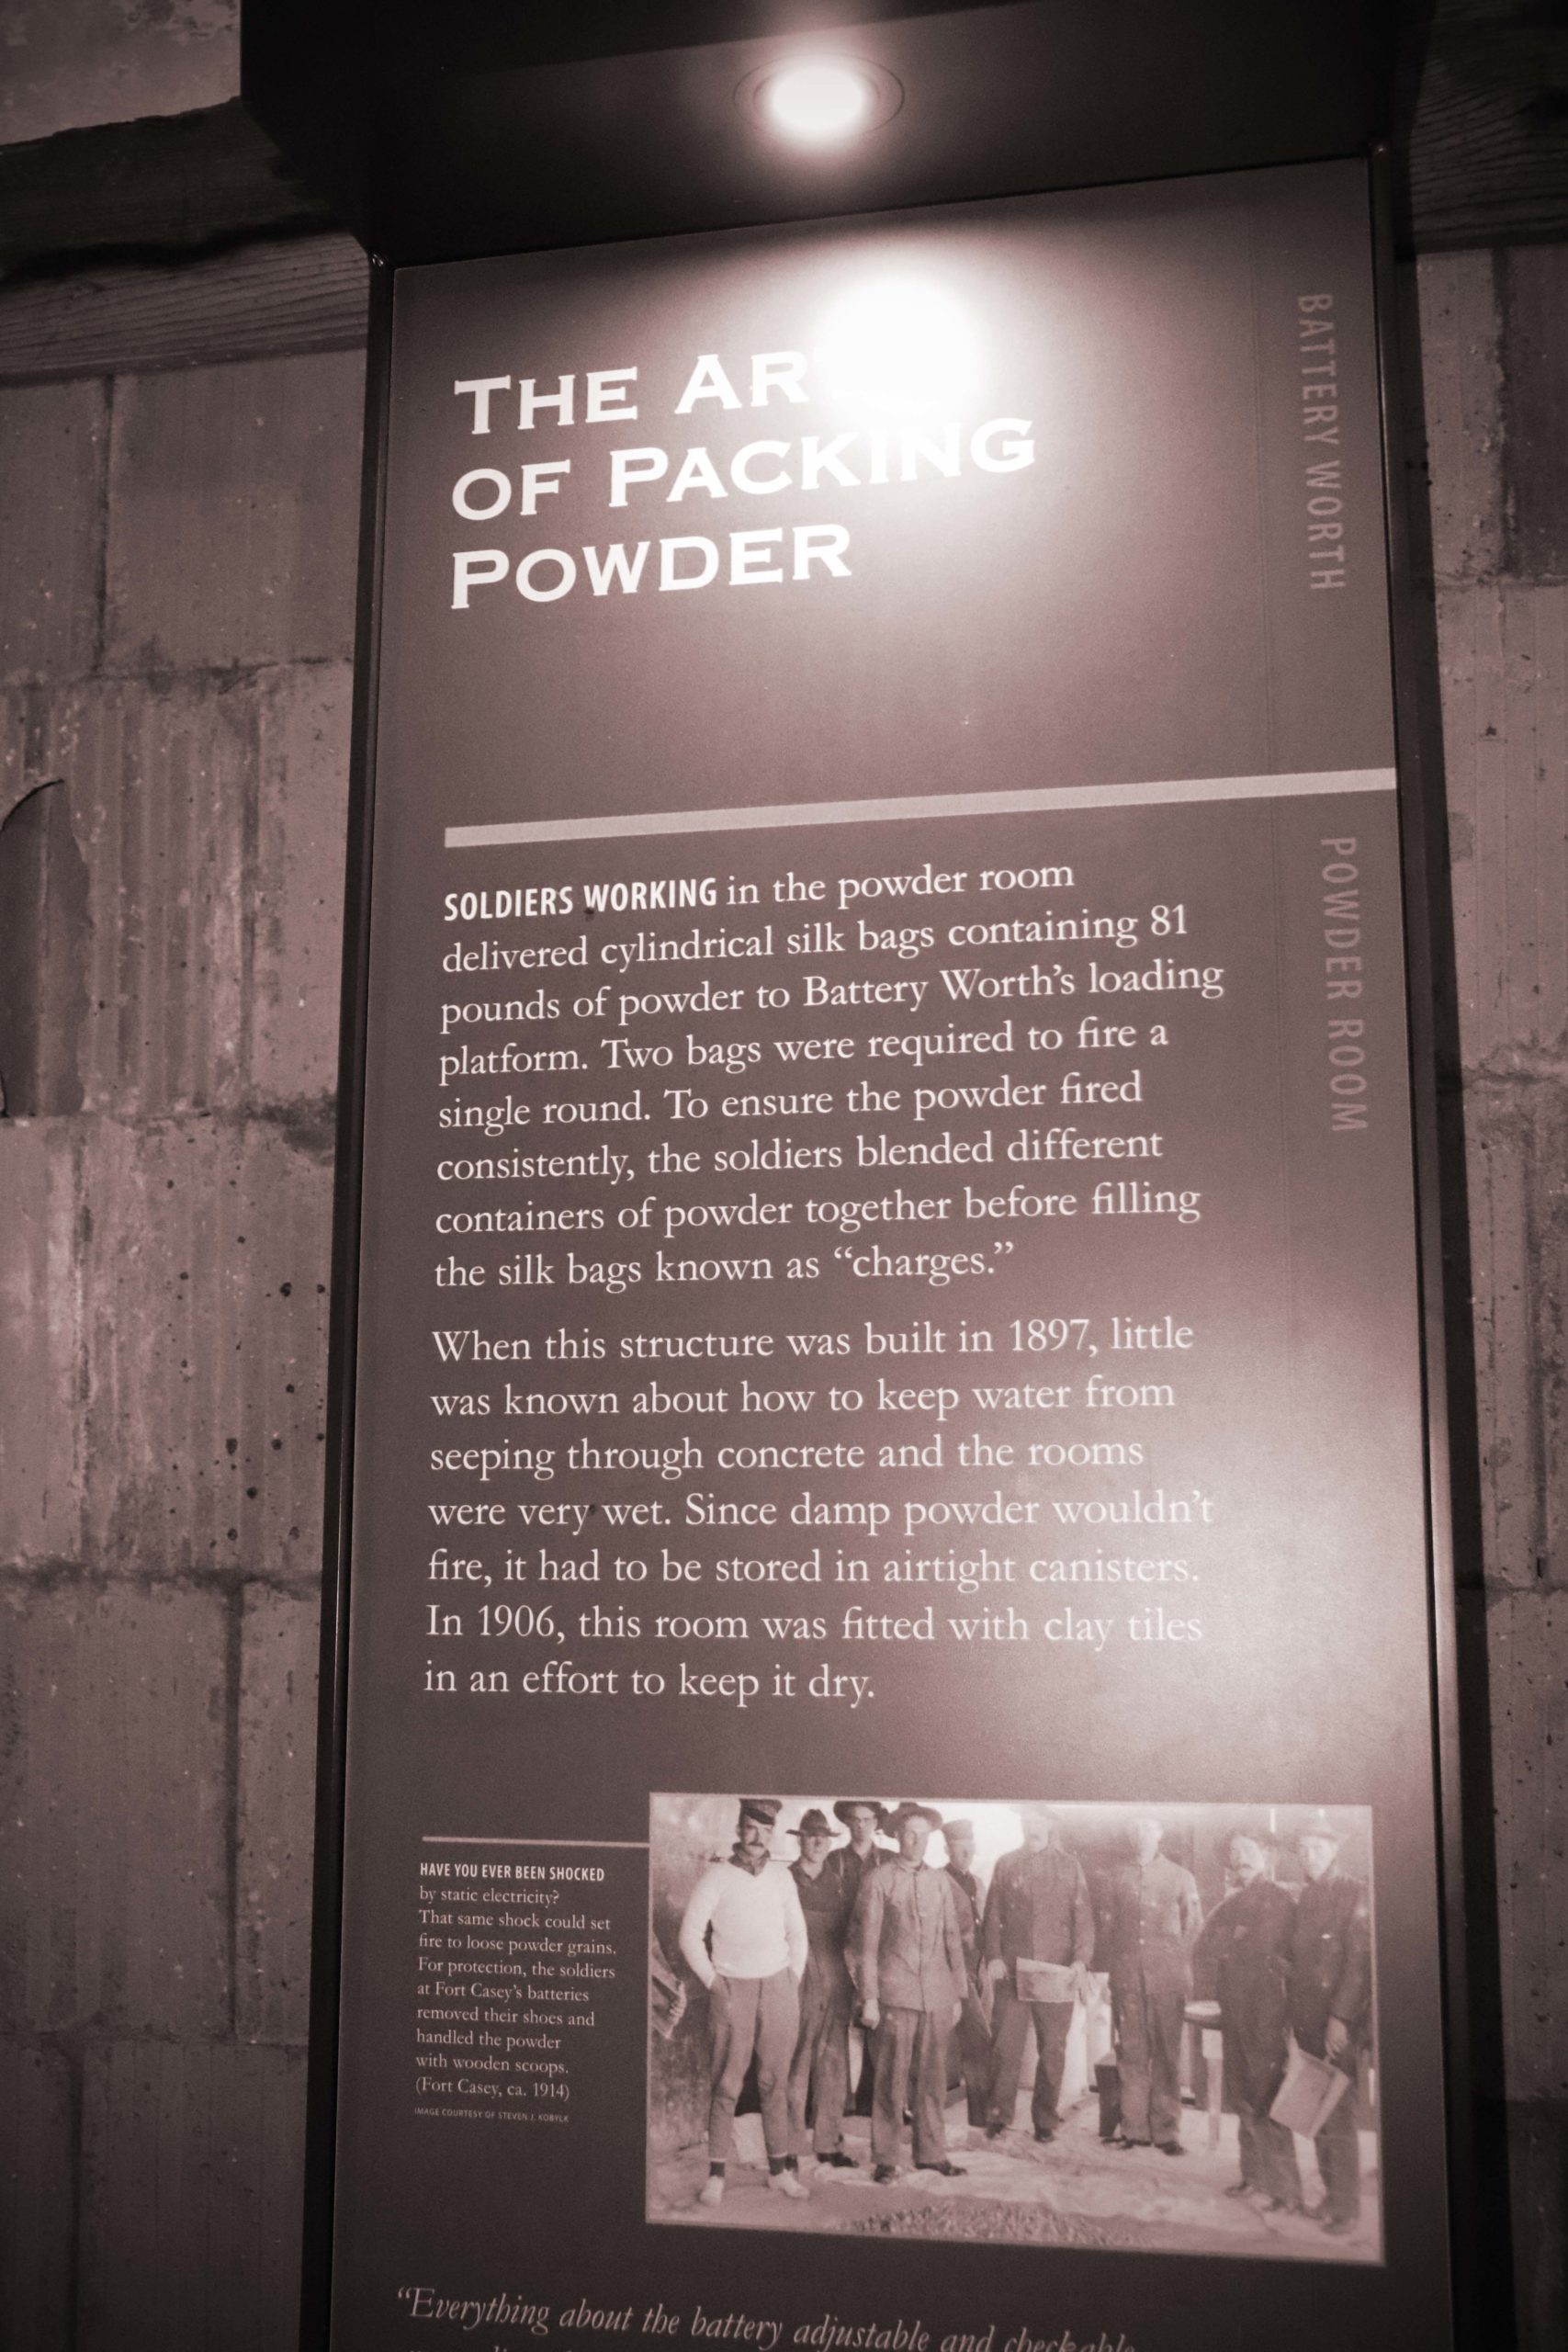 THE ART
OF PACKING
POWDER
BATTERY WORTH
POWDER ROOM
SOLDIERS WORKING in the powder room
delivered cylindrical silk bags containing 81
pounds of powder to Battery Worth’s loading
platform. Two bags were required to fire a
single round. To ensure the powder fired
consistently, the soldiers blended different
containers of powder together before filling
the silk bags known as “charges.”
When this structure was built in 1897, little
was known about how to keep water from
seeping through concrete and the rooms
were very wet. Since damp powder wouldn’t
fire, it had to be stored in airtight canisters.
In 1906, this room was fitted with clay tiles
in an effort to keep it dry.
HAVE YOU EVER BEEN SHOCKED
by static electricity?
That same shock could set
fire to loose powder grains.
For protection, the soldiers
at Fort Casey’s batteries
removed their shoes and
handled the powder
with wooden scoops.
(Fort Casey, ca. 1914)
IMAGE COURTESY OF STEVEN J. KOBYLK
“Everything about the battery adjustable and checkable